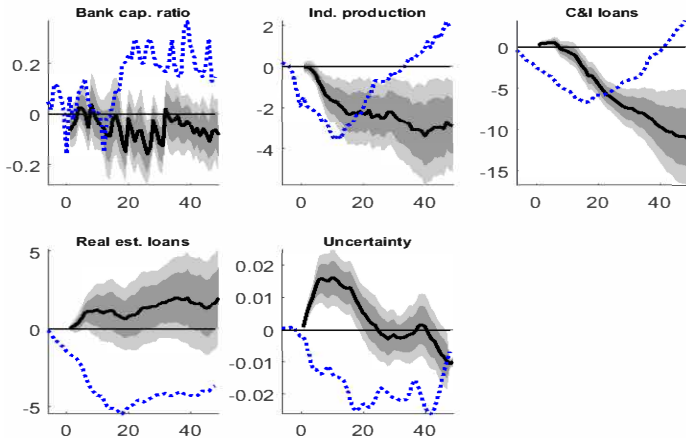 Bank cap. ratio
0.2
0
-0.2
0 20 40
Ind. production
2
0
-2
-4
0 20 40
C&I loans
0
-5
-10
-15
0 20 40
Real est. loans
5
0
-5
0 20 40
Uncertainty
0.02
0.01
0
-0.01
-0.02
0 20 40